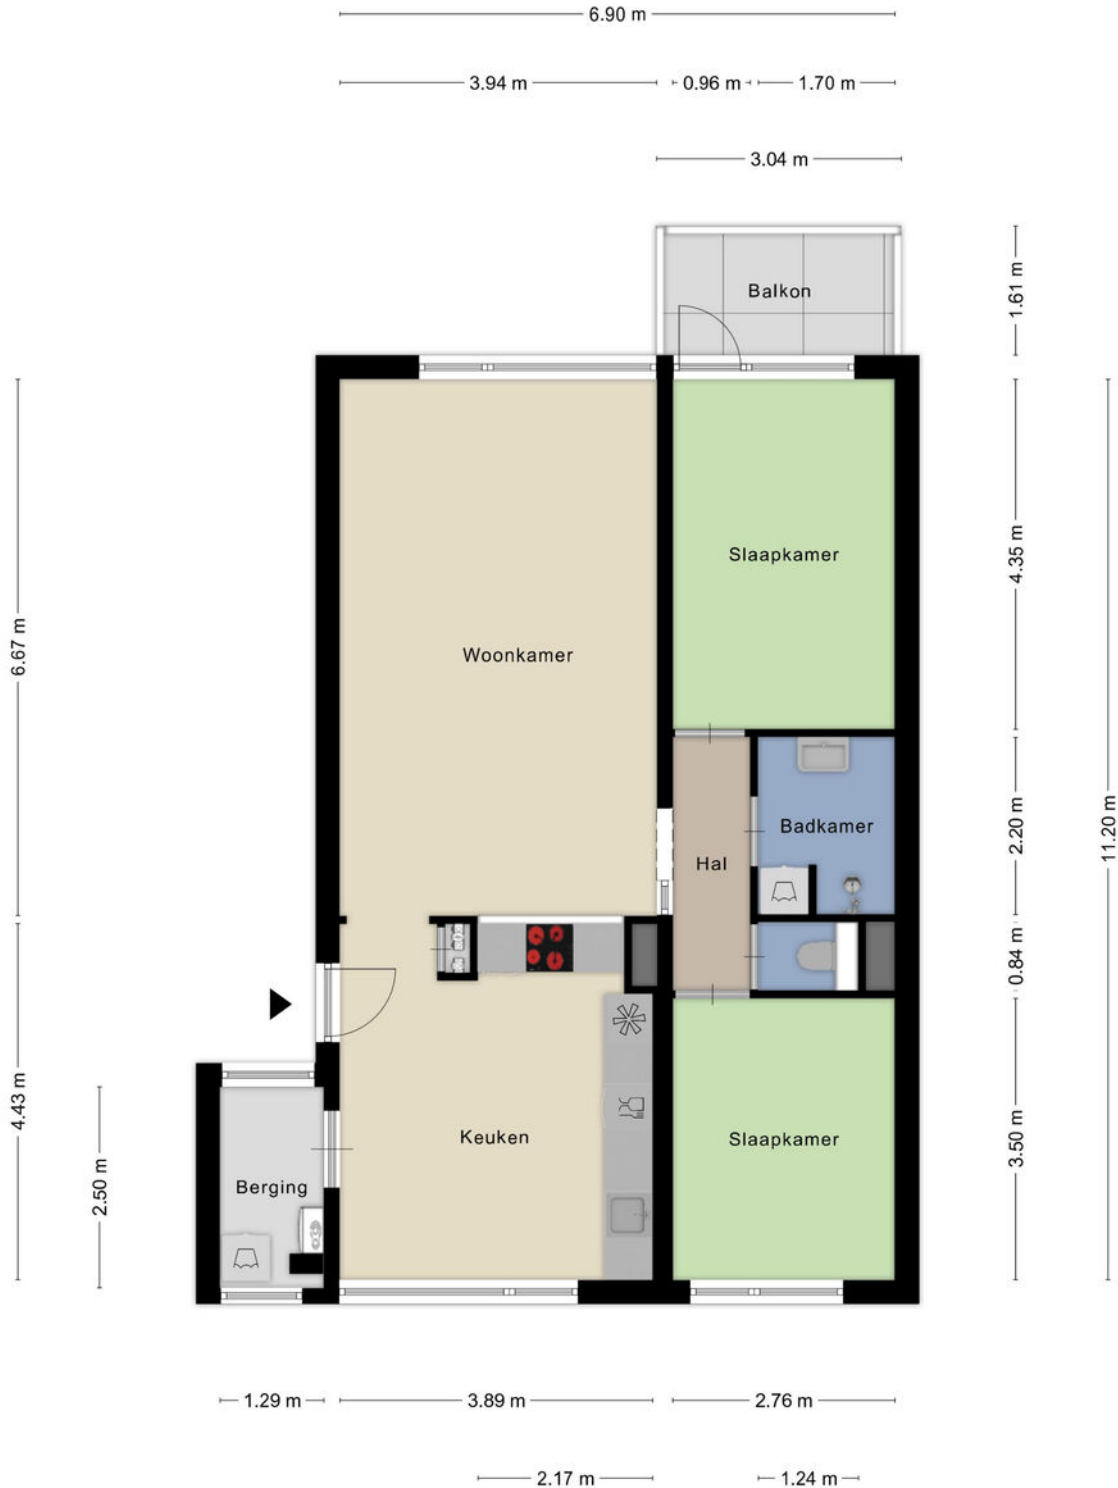 6.90 m
3.94 m
0.96 m
1.70 m
3.04 m
Balkon
1.61 m
Slaapkamer
4.35 m
6.67 m
Woonkamer
11.20 m
Badkamer
2.20 m
Hal
0.84 m
4.43 m
Keuken
Slaapkamer
3.50 m
2.50 m
Berging
1.29 m
3.89 m
2.76 m
2.17 m
1.24 m